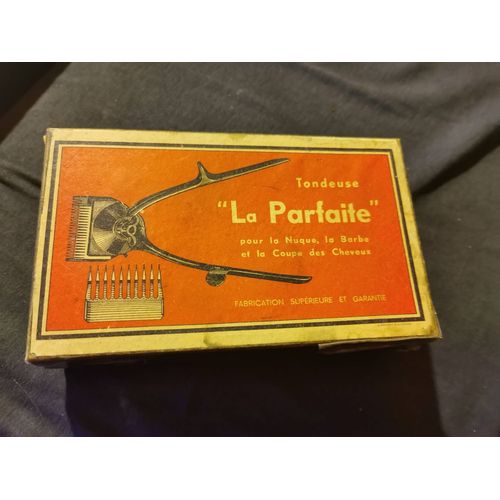 Tondeuse
"La Parfaite"
pour la Nuque, la Barbe
et la Coupe des Cheveux
FABRICATION SUPÉRIEURE ET GARANTIE